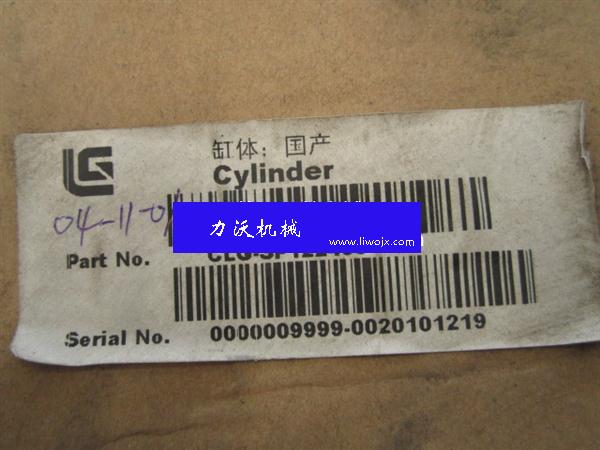 LG
缸体：国产
Cylinder
04-11-0
力沃机械
www.liwojx.com
Part No.
Serial No. 0000009999-0020101219